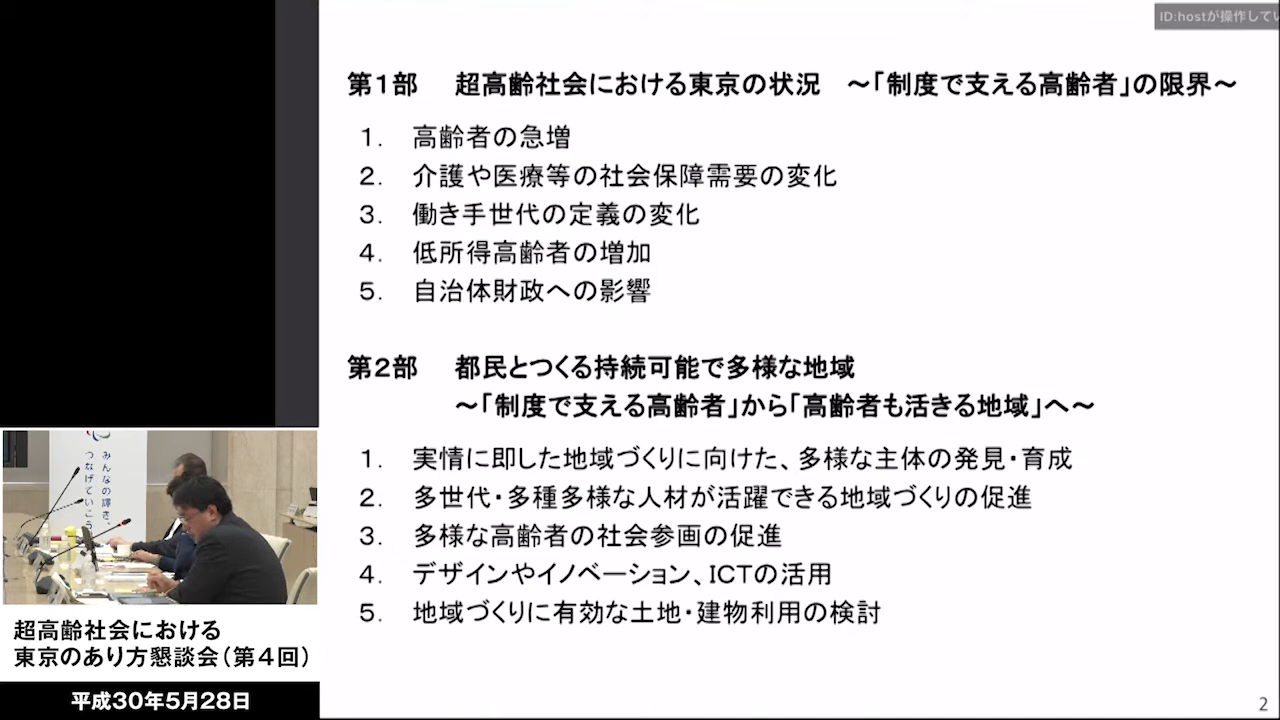 ID:hostが操作してい
第1部 超高齢社会における東京の状況 ～「制度で支える高齢者」の限界～
1. 高齢者の急増
2. 介護や医療等の社会保障需要の変化
3. 働き手世代の定義の変化
4. 低所得高齢者の増加
5. 自治体財政への影響
第2部 都民とつくる持続可能で多様な地域
～「制度で支える高齢者」から「高齢者も活きる地域」へ～
1. 実情に即した地域づくりに向けた、多様な主体の発見・育成
2. 多世代・多種多様な人材が活躍できる地域づくりの促進
3. 多様な高齢者の社会参画の促進
4. デザインやイノベーション、ICTの活用
5. 地域づくりに有効な土地・建物利用の検討
2
みんなの輝き、
つなげていこう
超高齢社会における
東京のあり方懇談会（第4回）
平成30年5月28日